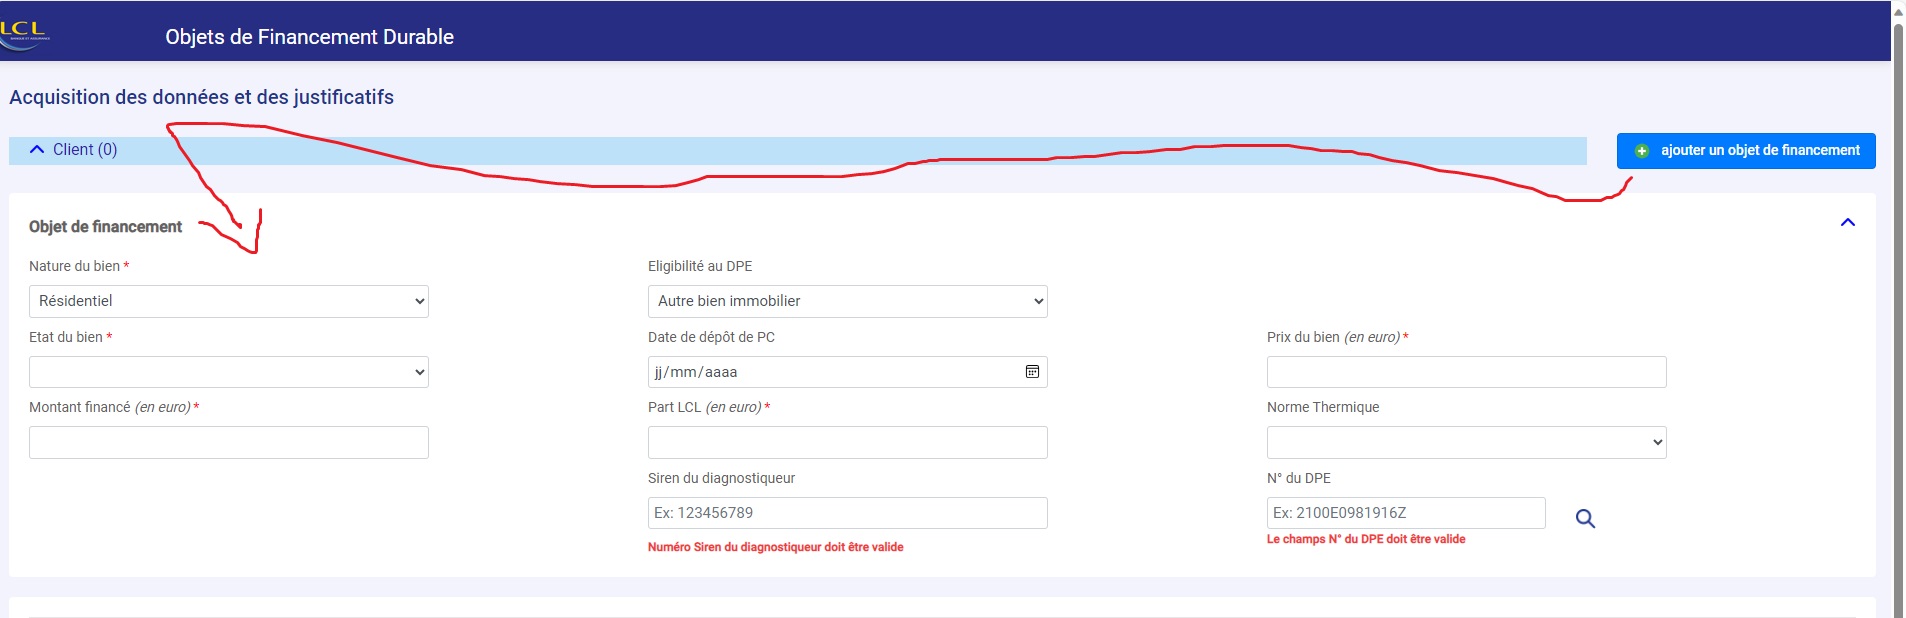 LCL
BANQUE ET ASSURANCE
Objets de Financement Durable
Acquisition des données et des justificatifs
Client (0)
ajouter un objet de financement
Objet de financement
Nature du bien *
Eligibilité au DPE
Résidentiel
Autre bien immobilier
Etat du bien *
Date de dépôt de PC
Prix du bien (en euro) *
jj/mm/aaaa
Montant financé (en euro) *
Part LCL (en euro) *
Norme Thermique
Siren du diagnostiqueur
N° du DPE
Ex: 123456789
Ex: 2100E0981916Z
Numéro Siren du diagnostiqueur doit être valide
Le champs N° du DPE doit être valide